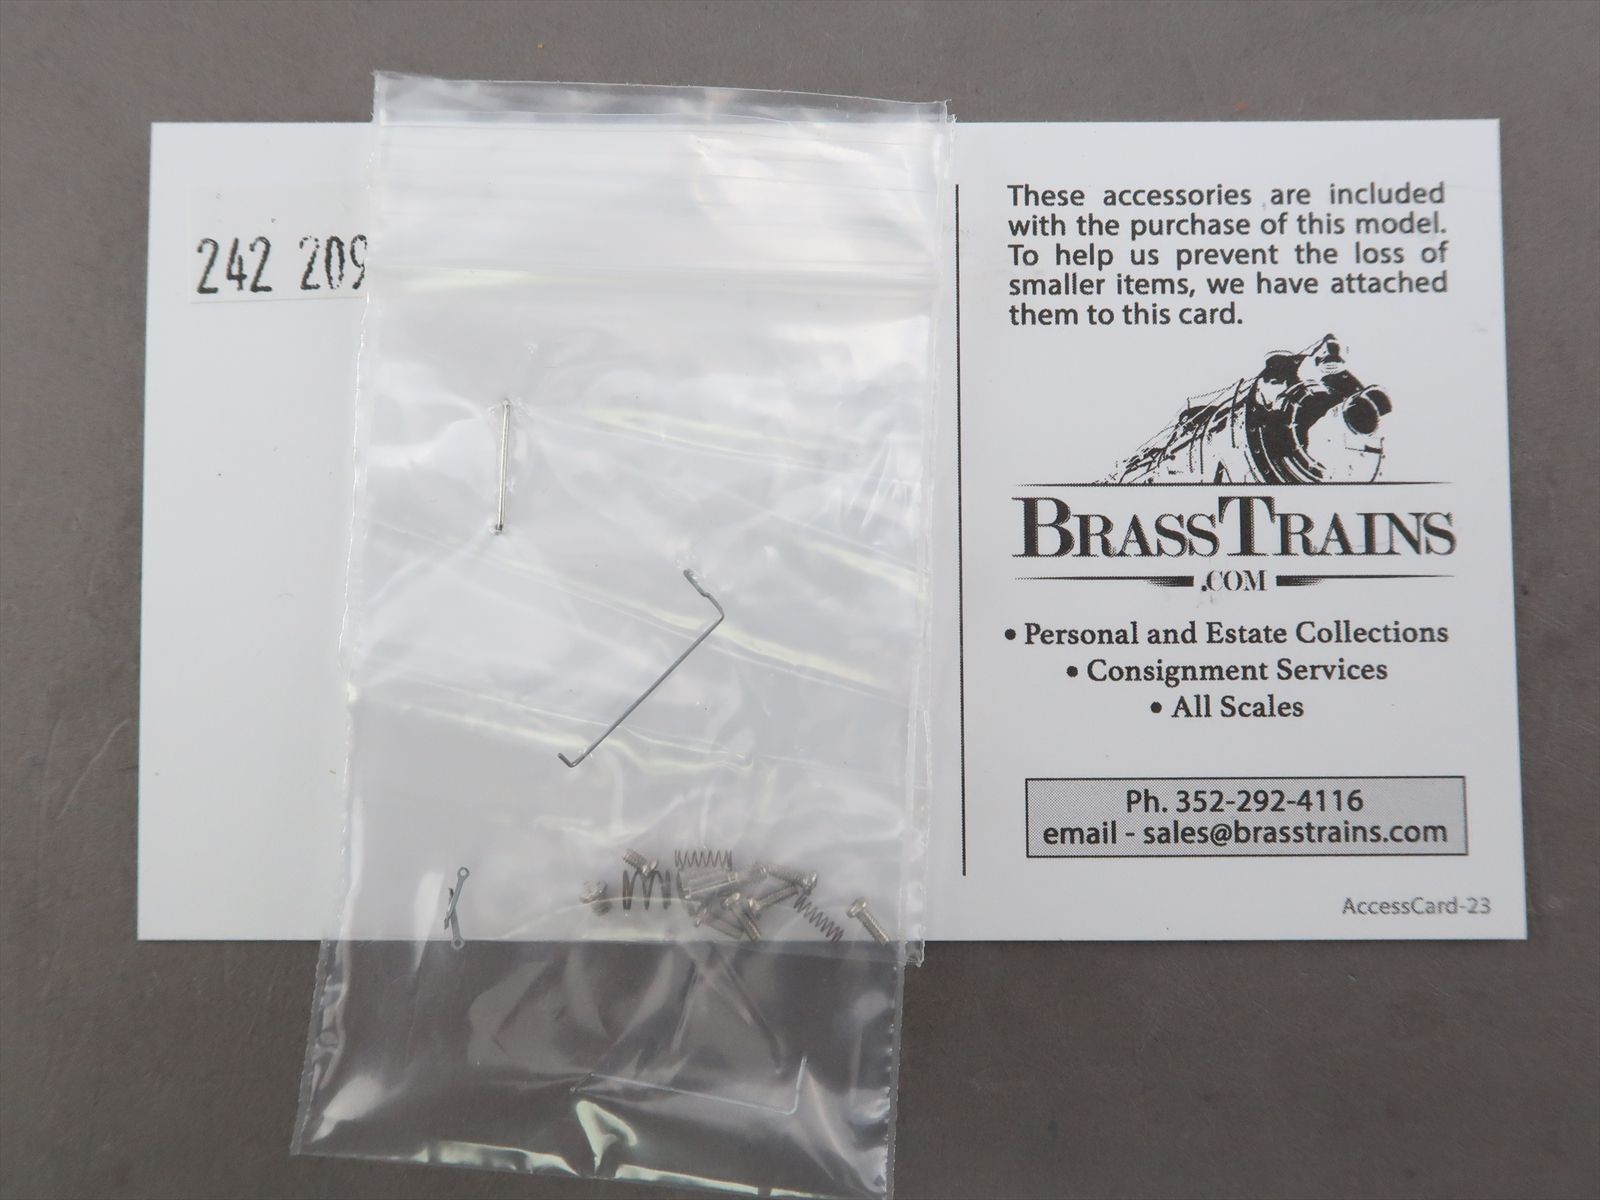 242 209
These accessories are included
with the purchase of this model.
To help us prevent the loss of
smaller items, we have attached
them to this card.
BRASSTRAINS
.COM
• Personal and Estate Collections
• Consignment Services
• All Scales
Ph. 352-292-4116
email - sales@brasstrains.com
AccessCard-23